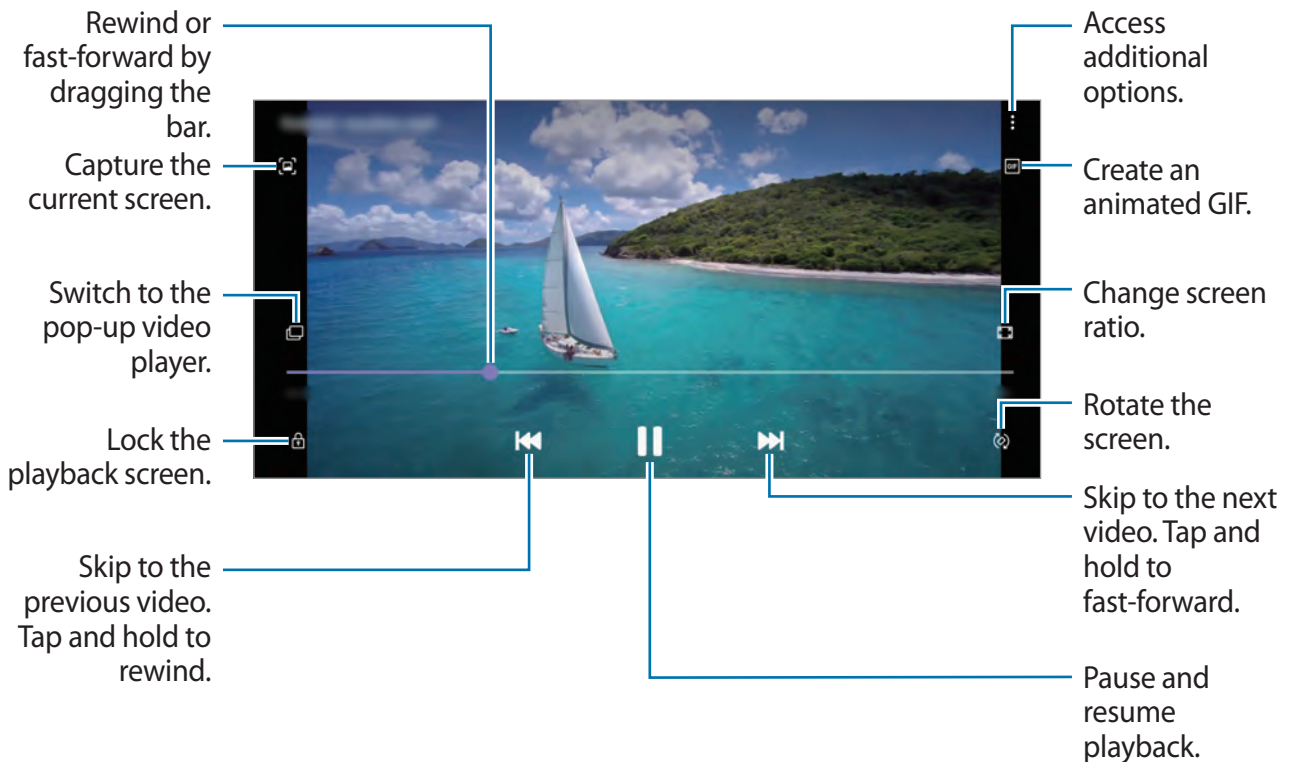 Rewind or
fast-forward by
dragging the
bar.
Capture the
current screen.
Switch to the
pop-up video
player.
Lock the
playback screen.
Skip to the
previous video.
Tap and hold to
rewind.
Access
additional
options.
GIF
Create an
animated GIF.
Change screen
ratio.
Rotate the
screen.
Skip to the next
video. Tap and
hold to
fast-forward.
Pause and
resume
playback.